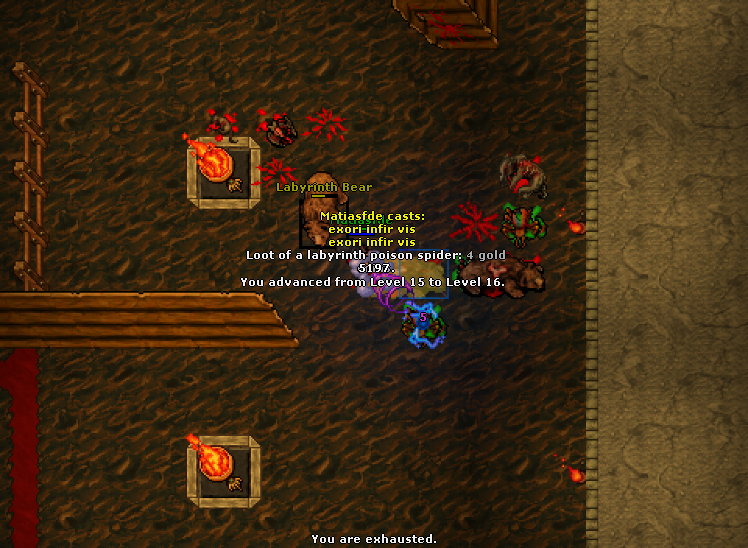 Labyrinth Bear
Matiasfde casts:
exori infir vis
exori infir vis
Loot of a labyrinth poison spider: 4 gold
5197.
You advanced from Level 15 to Level 16.
5
You are exhausted.